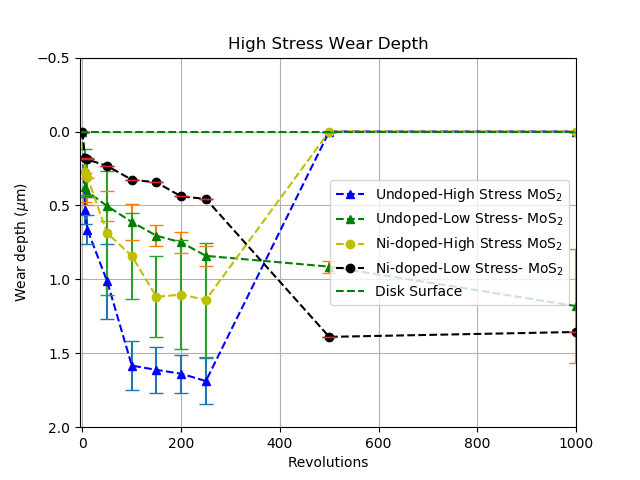 High Stress Wear Depth
−0.5
0.0
0.5
1.0
1.5
2.0
Wear depth (μm)
Undoped-High Stress MoS₂
Undoped-Low Stress- MoS₂
Ni-doped-High Stress MoS₂
Ni-doped-Low Stress- MoS₂
Disk Surface
0 200 400 600 800 1000
Revolutions